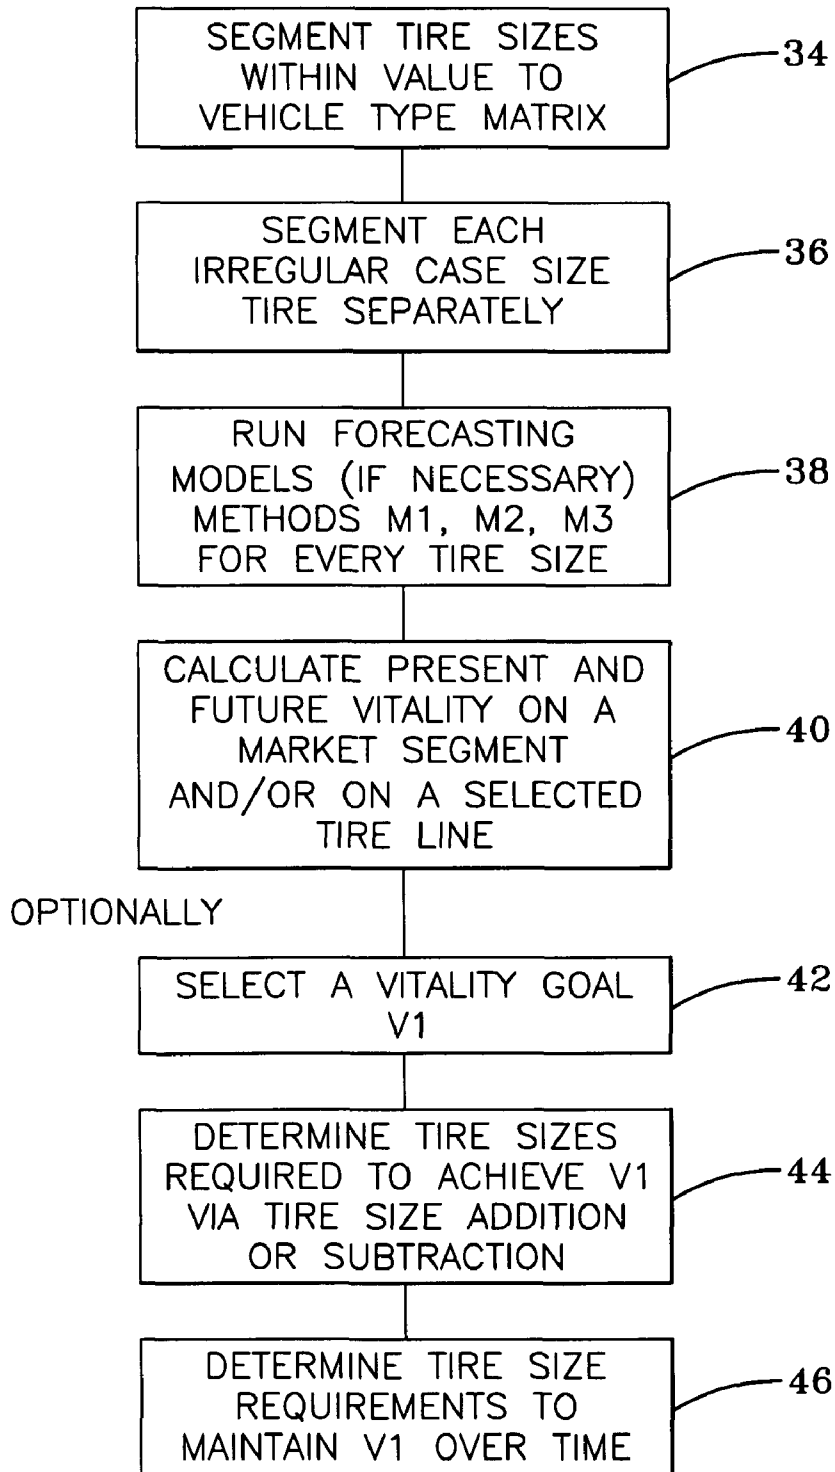 SEGMENT TIRE SIZES
WITHIN VALUE TO
VEHICLE TYPE MATRIX
34
SEGMENT EACH
IRREGULAR CASE SIZE
TIRE SEPARATELY
36
RUN FORECASTING
MODELS (IF NECESSARY)
METHODS M1, M2, M3
FOR EVERY TIRE SIZE
38
CALCULATE PRESENT AND
FUTURE VITALITY ON A
MARKET SEGMENT
AND/OR ON A SELECTED
TIRE LINE
40
OPTIONALLY
SELECT A VITALITY GOAL
V1
42
DETERMINE TIRE SIZES
REQUIRED TO ACHIEVE V1
VIA TIRE SIZE ADDITION
OR SUBTRACTION
44
DETERMINE TIRE SIZE
REQUIREMENTS TO
MAINTAIN V1 OVER TIME
46